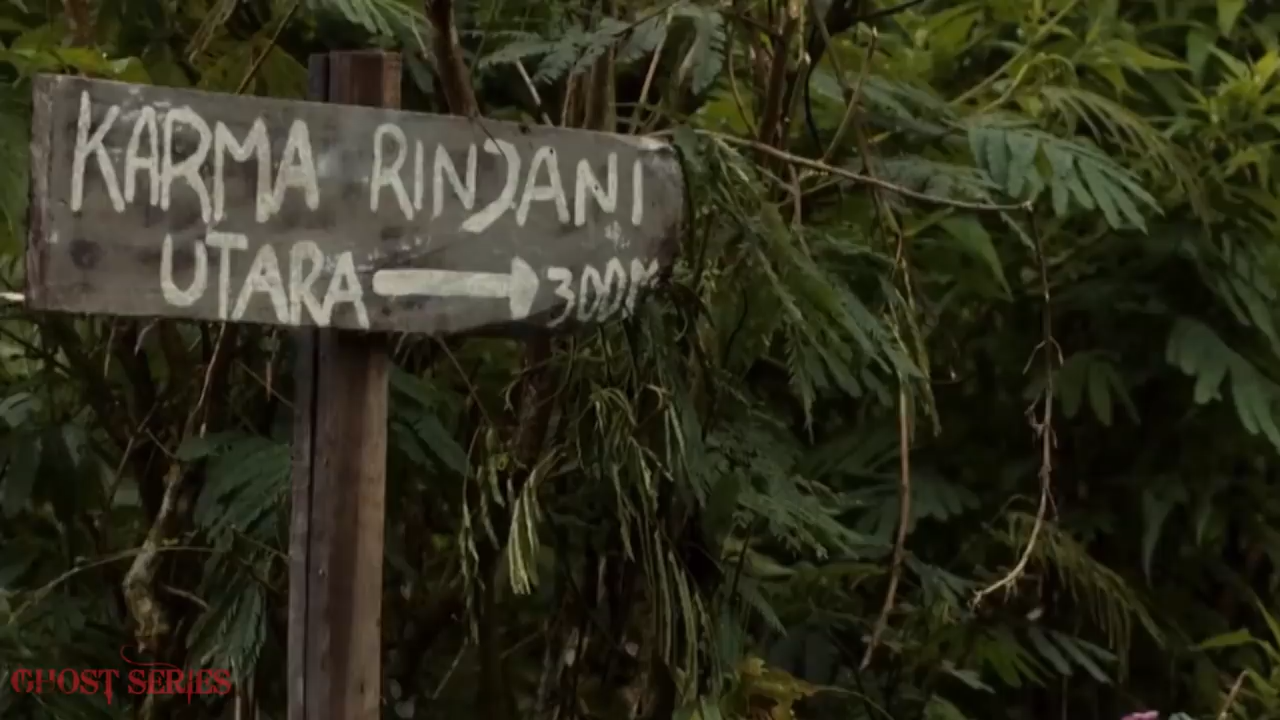 KARMA RINJANI
UTARA → 300M
GHOST SERIES